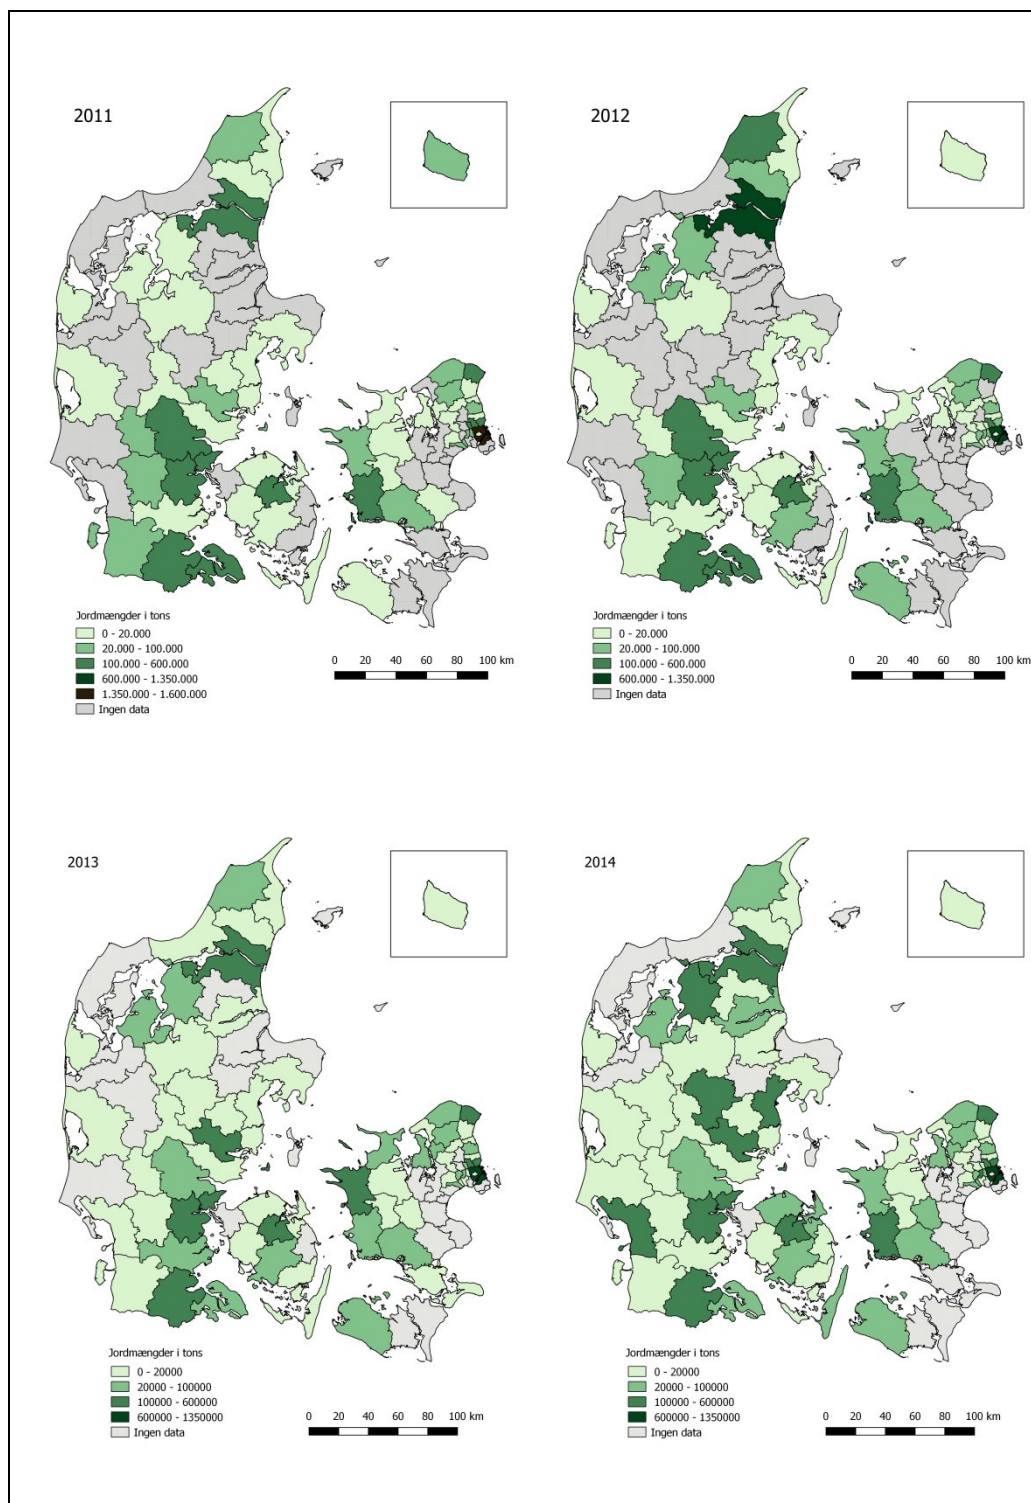 2011
2012
Jordmængder i tons
0 - 20.000
20.000 - 100.000
100.000 - 600.000
600.000 - 1.350.000
1.350.000 - 1.600.000
Ingen data
0 20 40 60 80 100 km
Jordmængder i tons
0 - 20.000
20.000 - 100.000
100.000 - 600.000
600.000 - 1.350.000
Ingen data
0 20 40 60 80 100 km
2013
2014
Jordmængder i tons
0 - 20000
20000 - 100000
100000 - 600000
600000 - 1350000
Ingen data
0 20 40 60 80 100 km
Jordmængder i tons
0 - 20000
20000 - 100000
100000 - 600000
600000 - 1350000
Ingen data
0 20 40 60 80 100 km